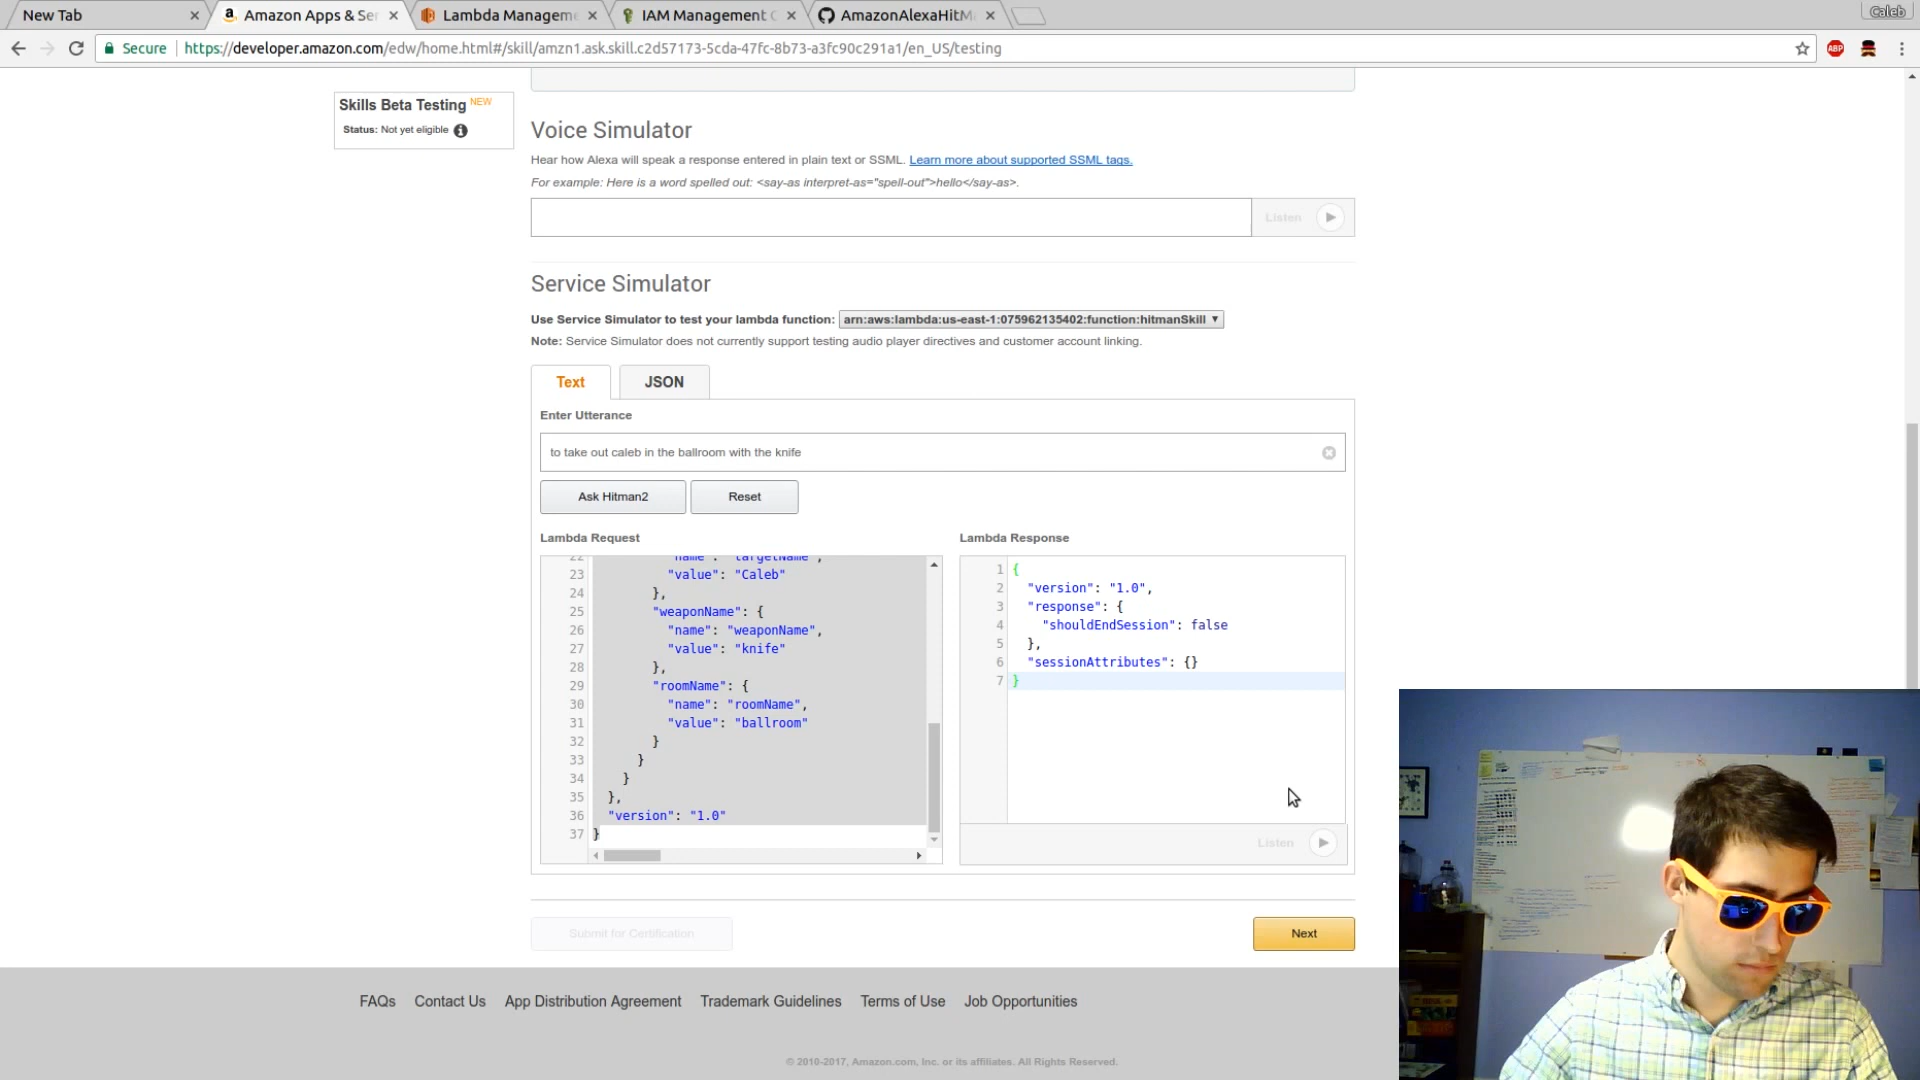 New Tab
Amazon Apps & Se
Lambda Managem
IAM Management C
AmazonAlexaHitM
Caleb
Secure
https://developer.amazon.com/edw/home.html#/skill/amzn1.ask.skill.c2d57173-5cda-47fc-8b73-a3fc90c291a1/en_US/testing
ABP
Skills Beta Testing NEW
Status: Not yet eligible
Voice Simulator
Hear how Alexa will speak a response entered in plain text or SSML. Learn more about supported SSML tags.
For example: Here is a word spelled out: <say-as interpret-as="spell-out">hello</say-as>.
Listen
Service Simulator
Use Service Simulator to test your lambda function: arn:aws:lambda:us-east-1:075962135402:function:hitmanSkill
Note: Service Simulator does not currently support testing audio player directives and customer account linking.
Text
JSON
Enter Utterance
to take out caleb in the ballroom with the knife
Ask Hitman2
Reset
Lambda Request
22 "name": "targetName",
23 "value": "Caleb"
24 },
25 "weaponName": {
26 "name": "weaponName",
27 "value": "knife"
28 },
29 "roomName": {
30 "name": "roomName",
31 "value": "ballroom"
32 }
33 }
34 }
35 },
36 "version": "1.0"
37 }
Lambda Response
1 {
2 "version": "1.0",
3 "response": {
4 "shouldEndSession": false
5 },
6 "sessionAttributes": {}
7 }
Listen
Submit for Certification
Next
FAQs
Contact Us
App Distribution Agreement
Trademark Guidelines
Terms of Use
Job Opportunities
© 2010-2017, Amazon.com, Inc. or its affiliates. All Rights Reserved.